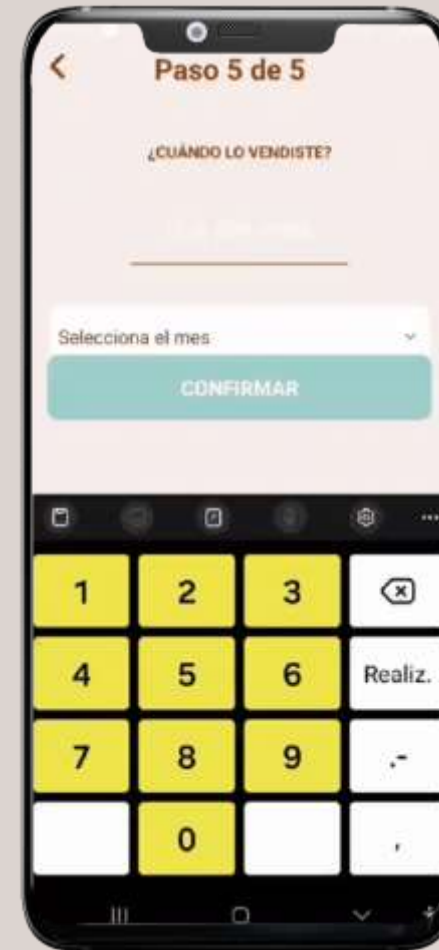 Paso 5 de 5
¿CUÁNDO LO VENDISTE?
Selecciona el mes
CONFIRMAR
1 2 3
4 5 6 Realiz.
7 8 9 .-
0 ,